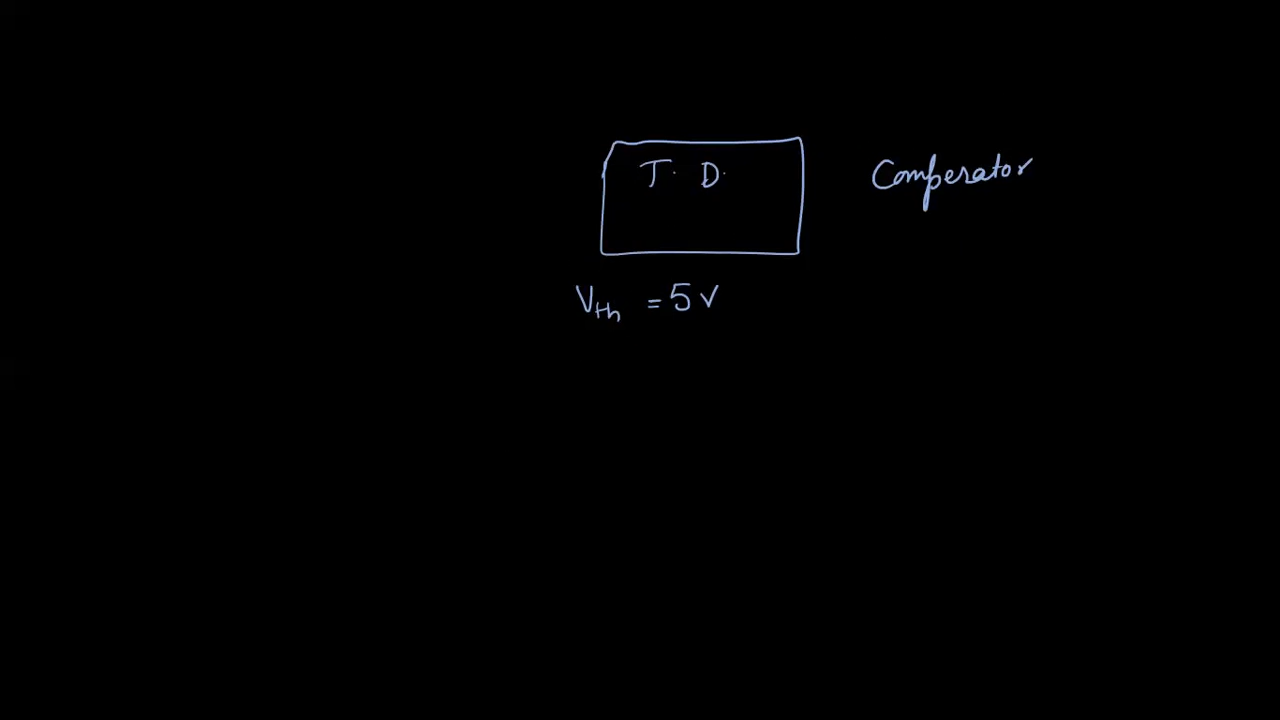 T. D.
Comperator
Vth = 5 V